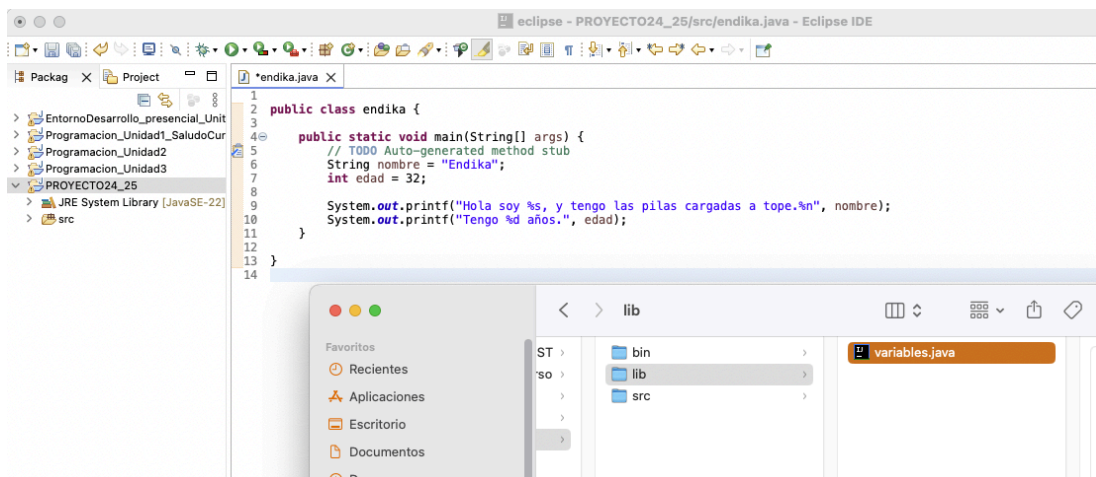 eclipse - PROYECTO24_25/src/endika.java - Eclipse IDE
Packag
Project
*endika.java
EntornoDesarrollo_presencial_Unit
Programacion_Unidad1_SaludoCur
Programacion_Unidad2
Programacion_Unidad3
PROYECTO24_25
JRE System Library [JavaSE-22]
src
1
2 public class endika {
3
4 public static void main(String[] args) {
5 // TODO Auto-generated method stub
6 String nombre = "Endika";
7 int edad = 32;
8
9 System.out.printf("Hola soy %s, y tengo las pilas cargadas a tope.%n", nombre);
10 System.out.printf("Tengo %d años.", edad);
11 }
12
13 }
14
lib
Favoritos
Recientes
Aplicaciones
Escritorio
Documentos
ST
rso
bin
lib
src
variables.java